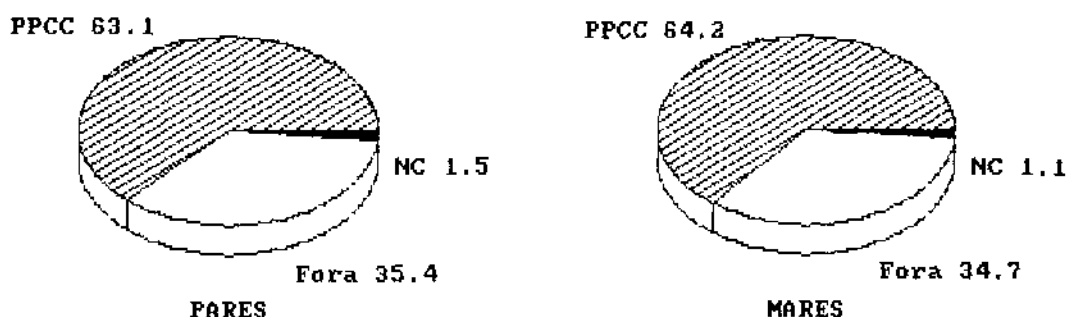 PPCC 63.1
NC 1.5
Fora 35.4
PARES
PPCC 64.2
NC 1.1
Fora 34.7
MARES